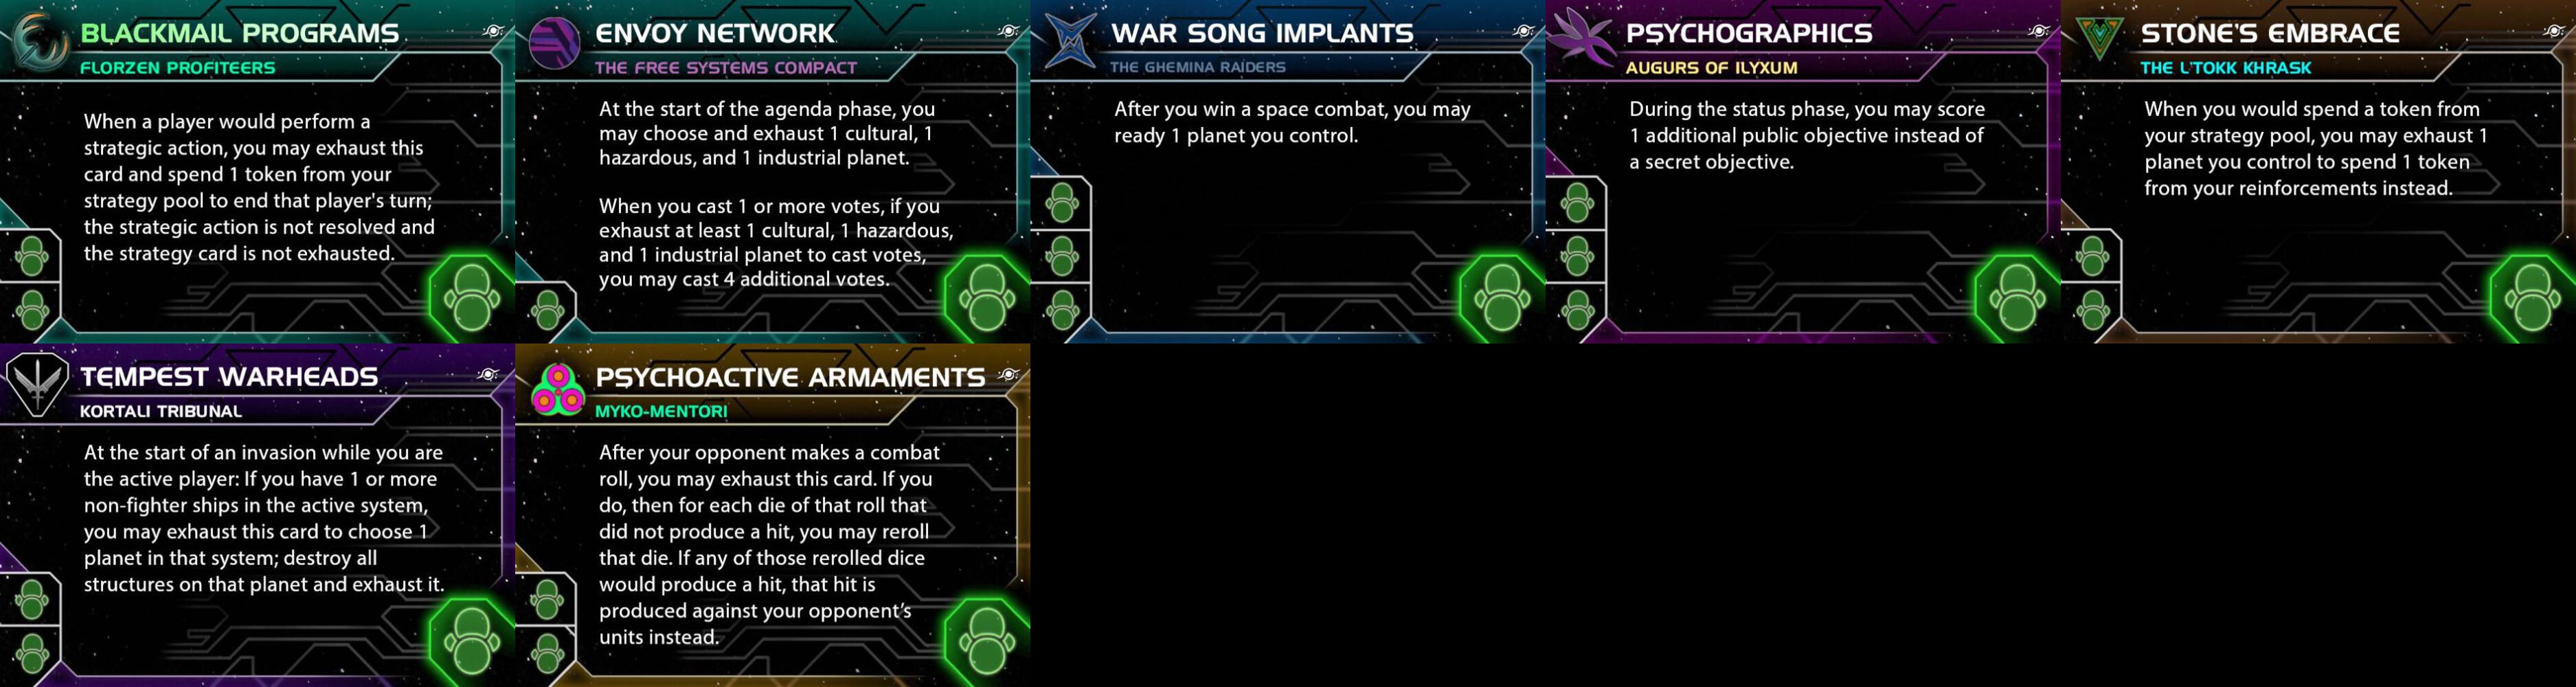 BLACKMAIL PROGRAMS
FLORZEN PROFITEERS
When a player would perform a
strategic action, you may exhaust this
card and spend 1 token from your
strategy pool to end that player's turn;
the strategic action is not resolved and
the strategy card is not exhausted.
ENVOY NETWORK
THE FREE SYSTEMS COMPACT
At the start of the agenda phase, you
may choose and exhaust 1 cultural, 1
hazardous, and 1 industrial planet.
When you cast 1 or more votes, if you
exhaust at least 1 cultural, 1 hazardous,
and 1 industrial planet to cast votes,
you may cast 4 additional votes.
WAR SONG IMPLANTS
THE GHEMINA RAIDERS
After you win a space combat, you may
ready 1 planet you control.
PSYCHOGRAPHICS
AUGURS OF ILYXUM
During the status phase, you may score
1 additional public objective instead of
a secret objective.
STONE'S EMBRACE
THE L'TOKK KHRASK
When you would spend a token from
your strategy pool, you may exhaust 1
planet you control to spend 1 token
from your reinforcements instead.
TEMPEST WARHEADS
KORTALI TRIBUNAL
At the start of an invasion while you are
the active player: If you have 1 or more
non-fighter ships in the active system,
you may exhaust this card to choose 1
planet in that system; destroy all
structures on that planet and exhaust it.
PSYCHOACTIVE ARMAMENTS
MYKO-MENTORI
After your opponent makes a combat
roll, you may exhaust this card. If you
do, then for each die of that roll that
did not produce a hit, you may reroll
that die. If any of those rerolled dice
would produce a hit, that hit is
produced against your opponent’s
units instead.